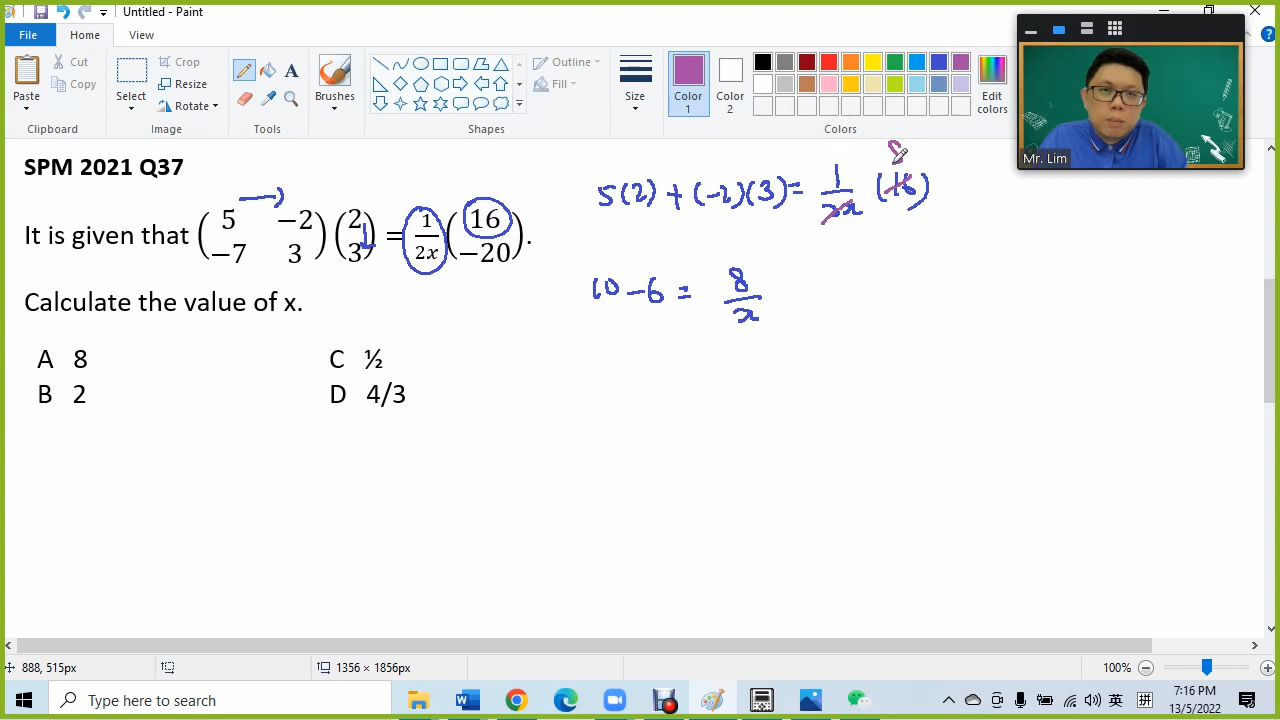 Untitled - Paint
File Home View
Paste Cut Copy Clipboard
Select Crop Resize Rotate Image
Tools
Brushes
Outline Fill Shapes
Size
Color 1 Color 2 Edit colors Colors
Mr. Lim
SPM 2021 Q37
It is given that (5 −2 −7 3)(2 3) = 1/2x (16 −20).
Calculate the value of x.
A 8
B 2
C ½
D 4/3
8
5(2) + (-2)(3) = 1/2x (16)
10 - 6 = 8/x
888, 515px 1356 × 1856px 100%
Type here to search
英 拼 7:16 PM
13/5/2022